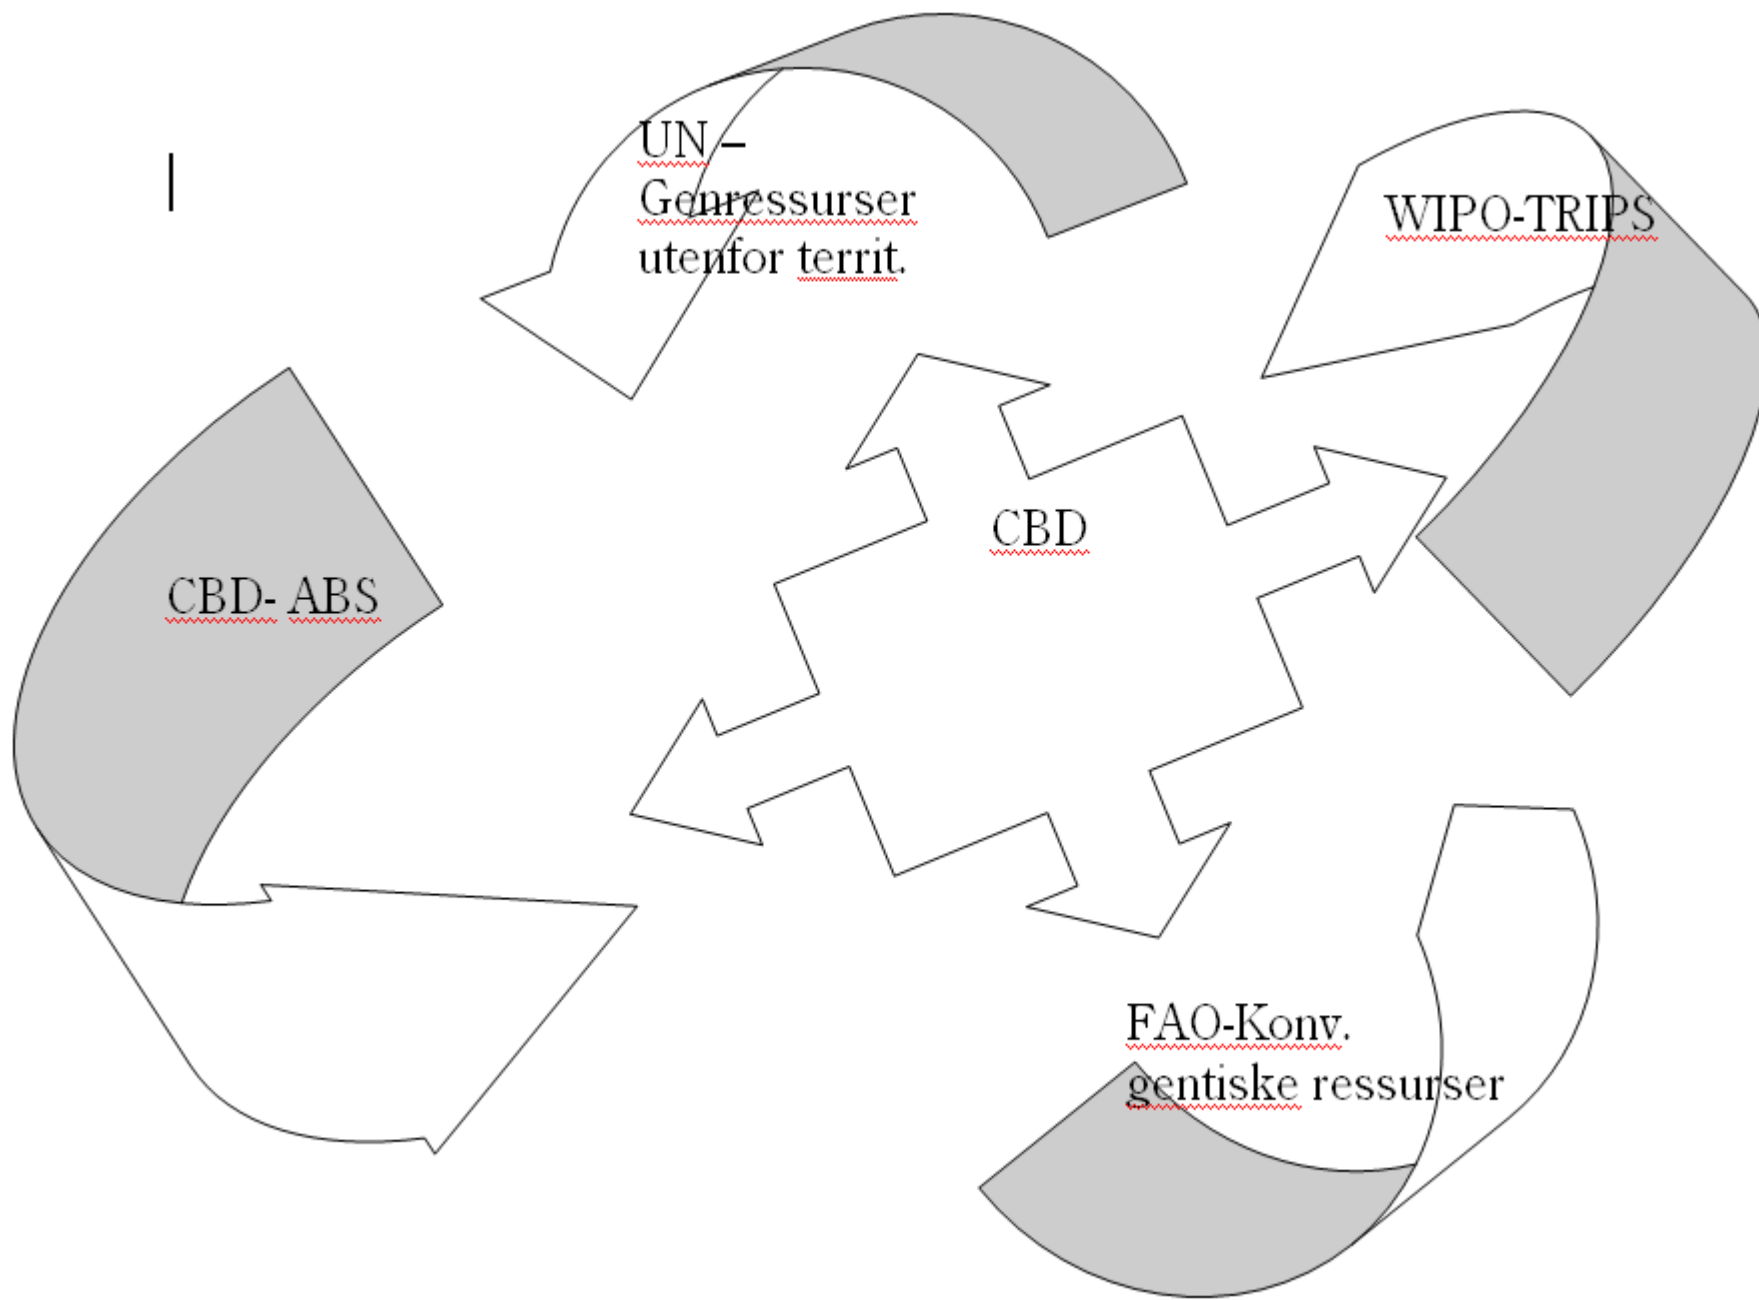 UN –
Genressurser
utenfor territ.
WIPO-TRIPS
CBD
CBD- ABS
FAO-Konv.
gentiske ressurser